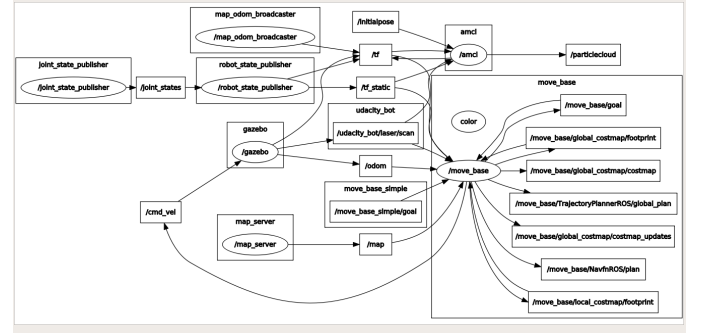 map_odom_broadcaster
/map_odom_broadcaster
/initialpose
amcl
/tf
/amcl
/particlecloud
joint_state_publisher
/joint_state_publisher
/joint_states
robot_state_publisher
/robot_state_publisher
/tf_static
move_base
/move_base/goal
udacity_bot
/udacity_bot/laser/scan
color
gazebo
/gazebo
/move_base/global_costmap/footprint
/odom
/move_base
/move_base/global_costmap/costmap
move_base_simple
/move_base_simple/goal
/move_base/TrajectoryPlannerROS/global_plan
/cmd_vel
map_server
/map_server
/map
/move_base/global_costmap/costmap_updates
/move_base/NavfnROS/plan
/move_base/local_costmap/footprint